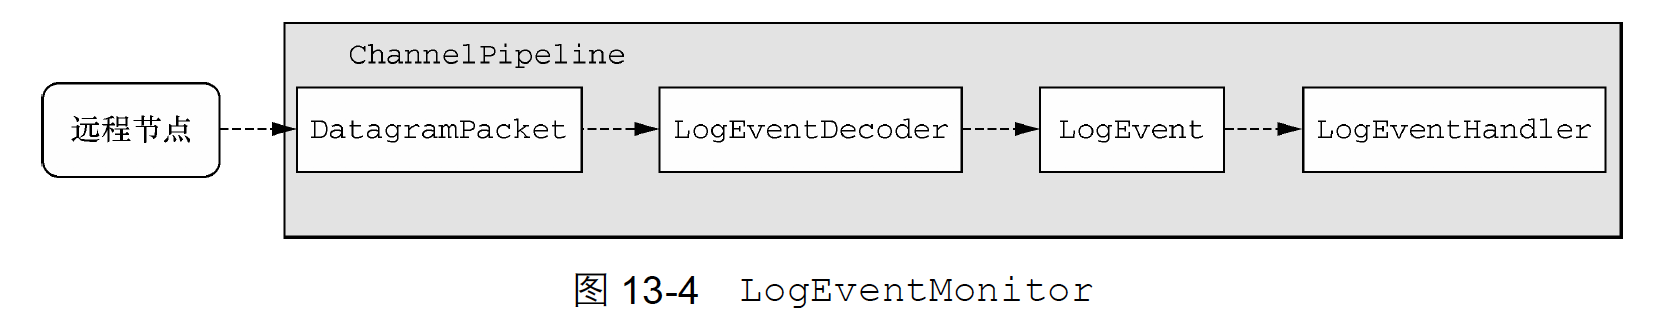 ChannelPipeline
远程节点
DatagramPacket
LogEventDecoder
LogEvent
LogEventHandler
图 13-4 LogEventMonitor